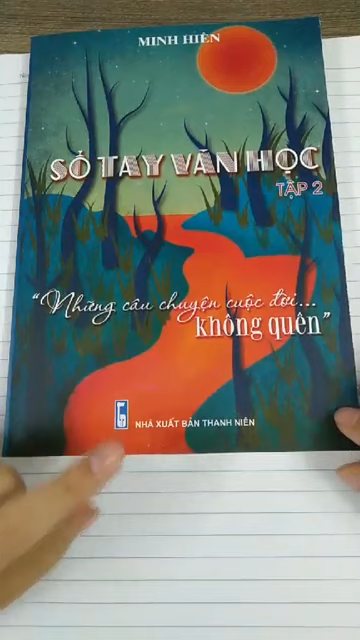 MINH HIÊN
SỔ TAY VĂN HỌC
TẬP 2
"Những câu chuyện cuộc đời...
không quên"
NHÀ XUẤT BẢN THANH NIÊN